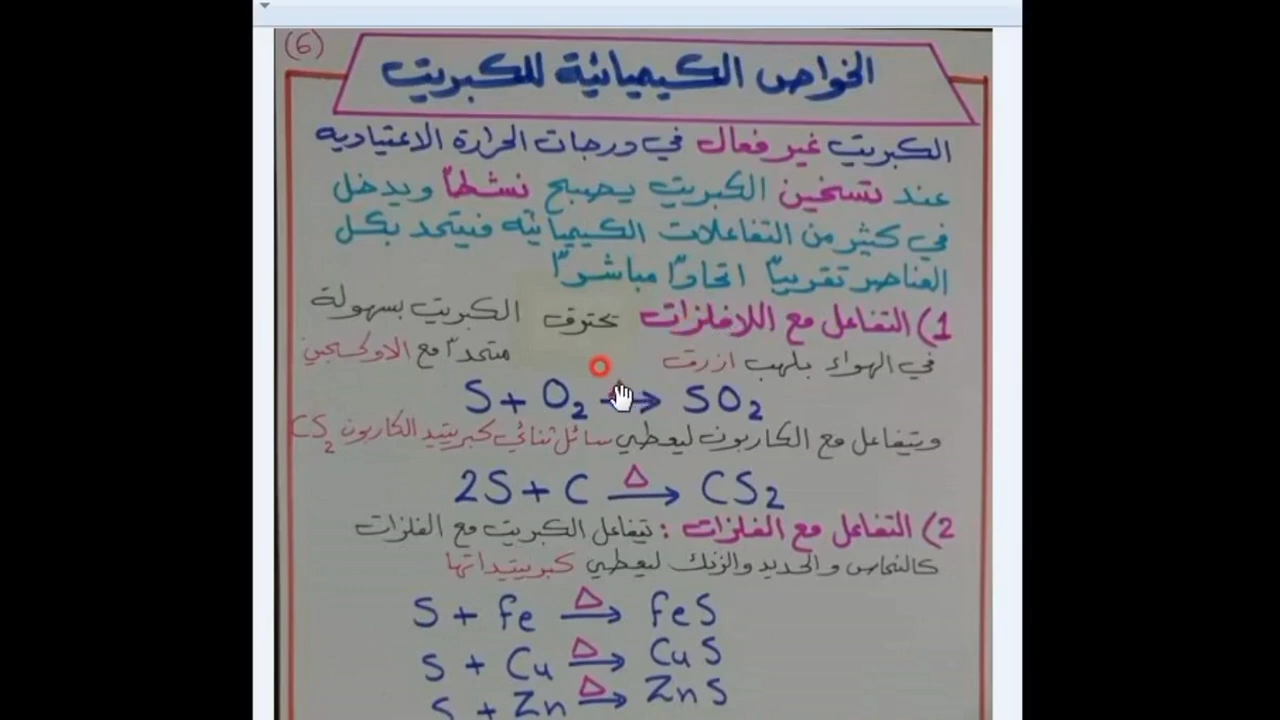 (6)
الخواص الكيميائية للكبريت
الكبريت غير فعال في درجات الحرارة الاعتياديه
عند تسخين الكبريت يصبح نشطاً ويدخل
في كثير من التفاعلات الكيميائيه فيتحد بكل
العناصر تقريباً اتحاداً مباشراً
1) التفاعل مع اللافلزات يحترق الكبريت بسهولة
في الهواء بلهب ازرق متحداً مع الاوكسجين
S + O₂ → SO₂
ويتفاعل مع الكاربون ليعطي سائل ثنائي كبريتيد الكاربون CS₂
2S + C △→ CS₂
2) التفاعل مع الفلزات : يتفاعل الكبريت مع الفلزات
كالنحاس والحديد والزنك ليعطي كبريتيداتها
S + Fe △→ FeS
S + Cu △→ CuS
S + Zn △→ ZnS